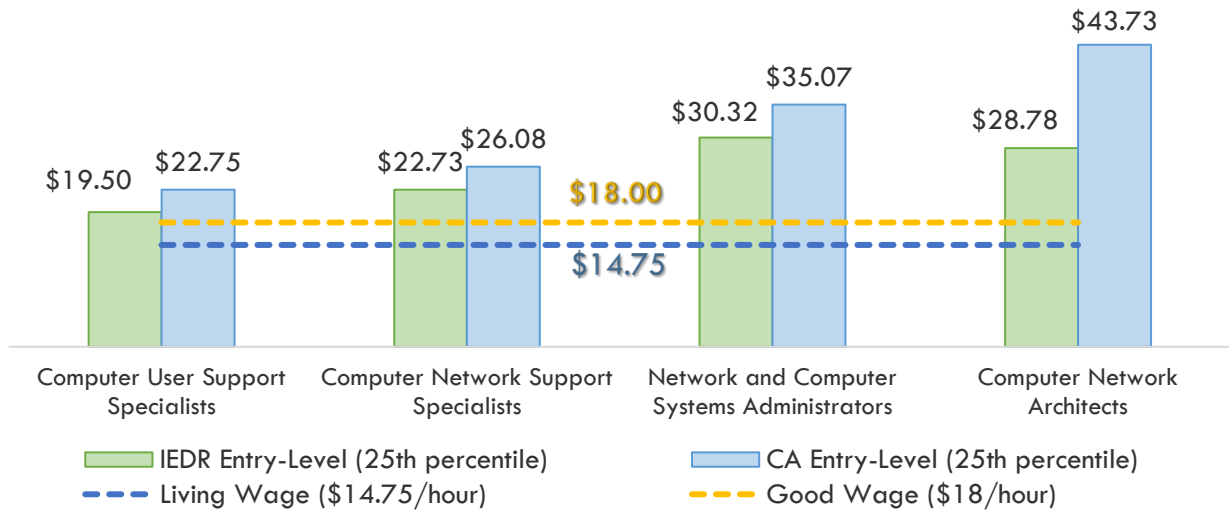 $43.73
$35.07
$30.32
$28.78
$26.08
$22.75
$22.73
$19.50
$18.00
$14.75
Computer User Support
Specialists
Computer Network Support
Specialists
Network and Computer
Systems Administrators
Computer Network
Architects
IEDR Entry-Level (25th percentile)
CA Entry-Level (25th percentile)
Living Wage ($14.75/hour)
Good Wage ($18/hour)